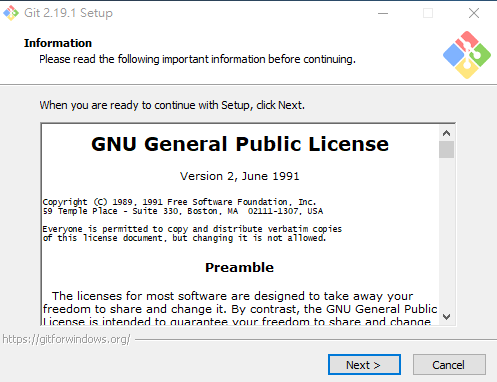 Git 2.19.1 Setup
Information
Please read the following important information before continuing.
When you are ready to continue with Setup, click Next.
GNU General Public License
Version 2, June 1991
Copyright (C) 1989, 1991 Free Software Foundation, Inc.
59 Temple Place - Suite 330, Boston, MA  02111-1307, USA
Everyone is permitted to copy and distribute verbatim copies
of this license document, but changing it is not allowed.
Preamble
The licenses for most software are designed to take away your
freedom to share and change it. By contrast, the GNU General Public
License is intended to guarantee your freedom to share and change
https://gitforwindows.org/
Next >
Cancel